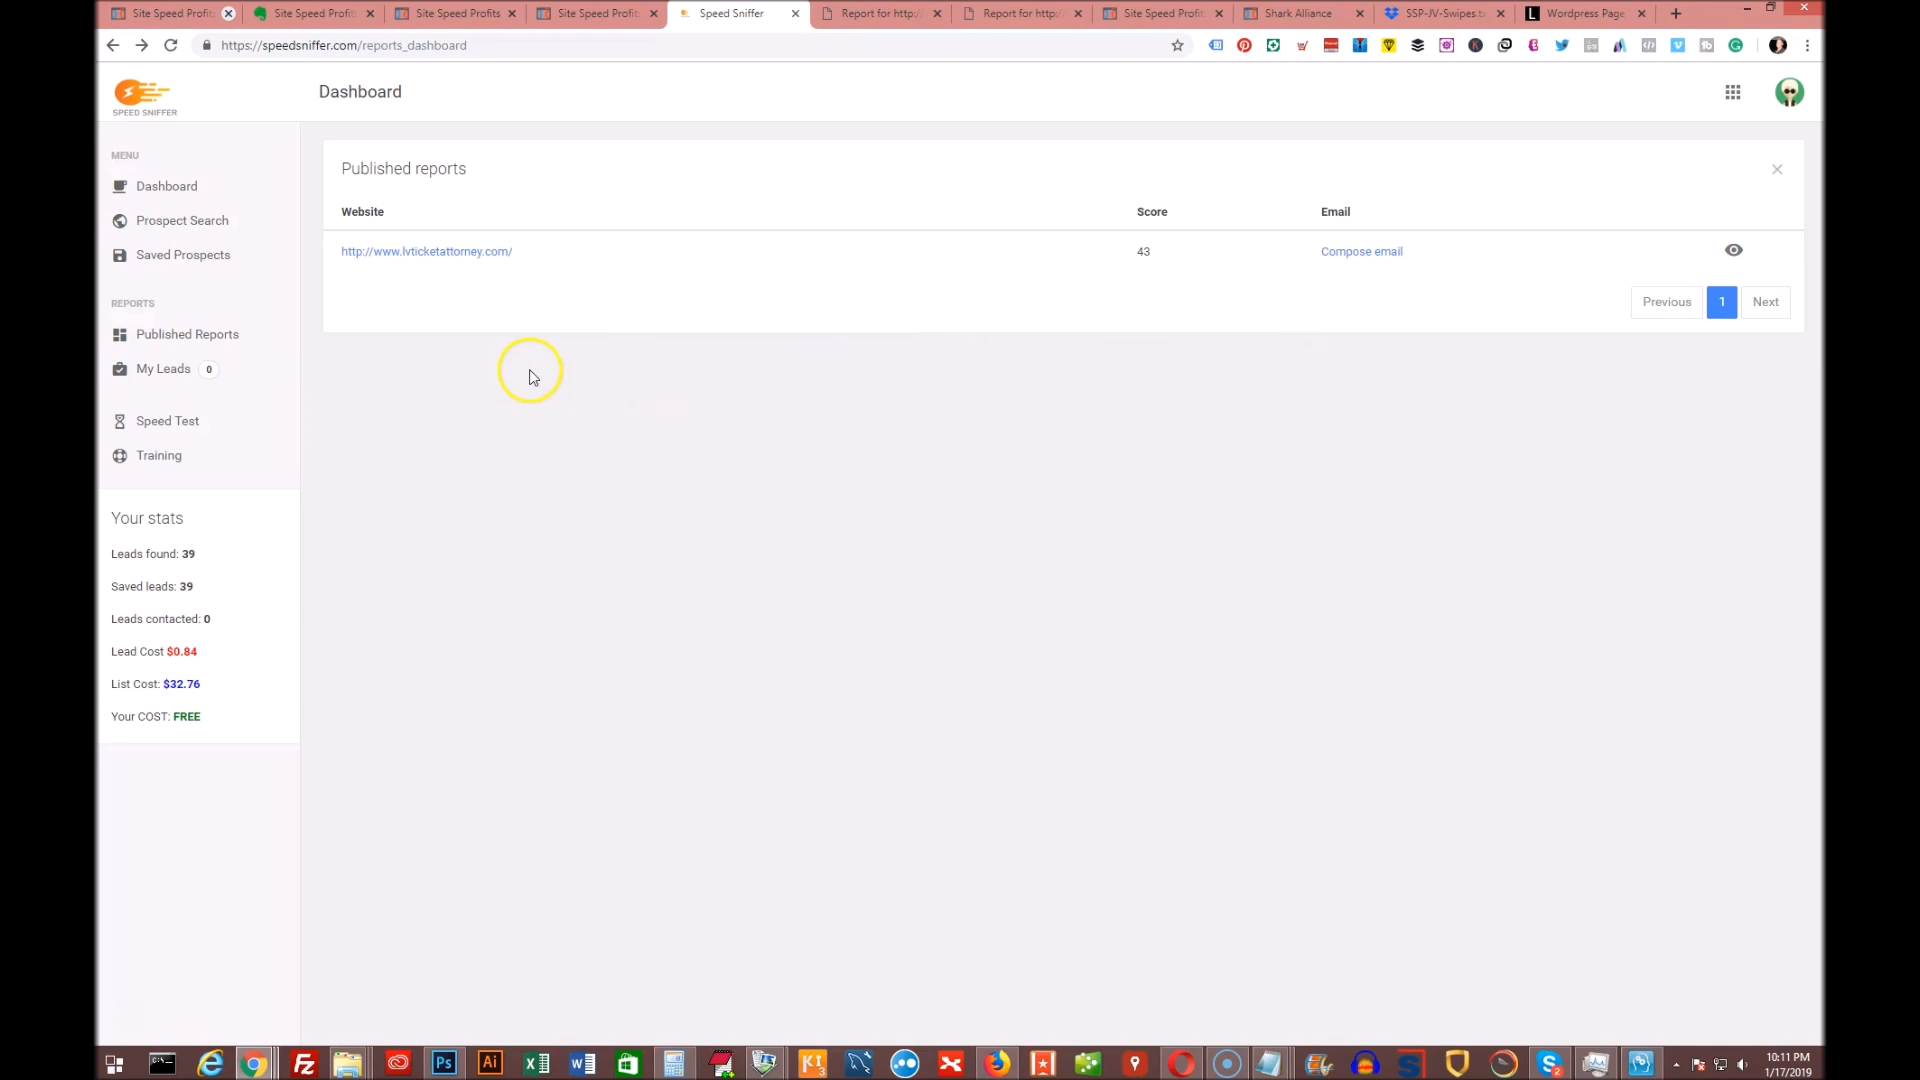 Site Speed Profit
Site Speed Profit
Site Speed Profits
Site Speed Profit
Speed Sniffer
Report for http:/
Report for http:/
Site Speed Profit
Shark Alliance
SSP-JV-Swipes.tx
Wordpress Page
https://speedsniffer.com/reports_dashboard
SPEED SNIFFER
Dashboard
MENU
Dashboard
Prospect Search
Saved Prospects
REPORTS
Published Reports
My Leads 0
Speed Test
Training
Your stats
Leads found: 39
Saved leads: 39
Leads contacted: 0
Lead Cost $0.84
List Cost: $32.76
Your COST: FREE
Published reports
Website Score Email
http://www.lvticketattorney.com/ 43 Compose email
Previous 1 Next
10:11 PM
1/17/2019